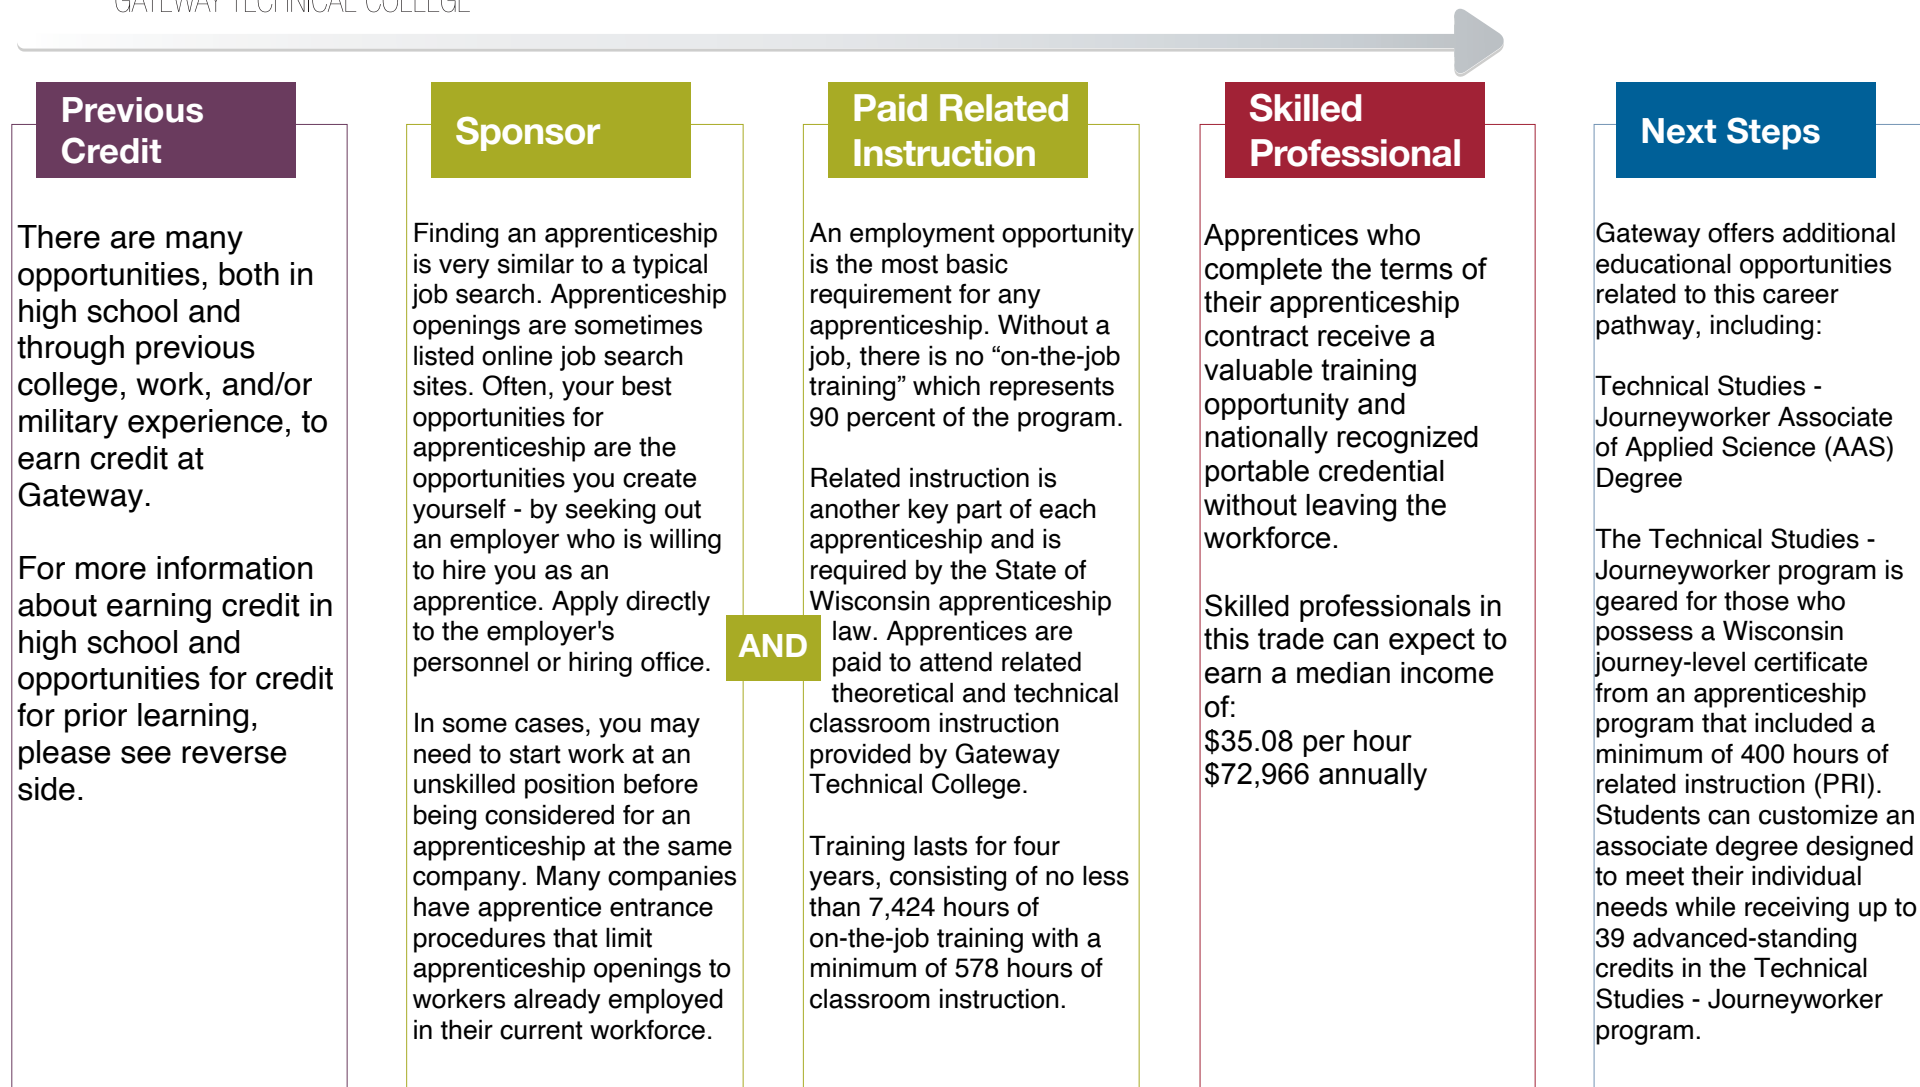 GATEWAY TECHNICAL COLLEGE
Previous
Credit
There are many
opportunities, both in
high school and
through previous
college, work, and/or
military experience, to
earn credit at
Gateway.
For more information
about earning credit in
high school and
opportunities for credit
for prior learning,
please see reverse
side.
Sponsor
Finding an apprenticeship
is very similar to a typical
job search. Apprenticeship
openings are sometimes
listed online job search
sites. Often, your best
opportunities for
apprenticeship are the
opportunities you create
yourself - by seeking out
an employer who is willing
to hire you as an
apprentice. Apply directly
to the employer's
personnel or hiring office.
In some cases, you may
need to start work at an
unskilled position before
being considered for an
apprenticeship at the same
company. Many companies
have apprentice entrance
procedures that limit
apprenticeship openings to
workers already employed
in their current workforce.
AND
Paid Related
Instruction
An employment opportunity
is the most basic
requirement for any
apprenticeship. Without a
job, there is no “on-the-job
training” which represents
90 percent of the program.
Related instruction is
another key part of each
apprenticeship and is
required by the State of
Wisconsin apprenticeship
law. Apprentices are
paid to attend related
theoretical and technical
classroom instruction
provided by Gateway
Technical College.
Training lasts for four
years, consisting of no less
than 7,424 hours of
on-the-job training with a
minimum of 578 hours of
classroom instruction.
Skilled
Professional
Apprentices who
complete the terms of
their apprenticeship
contract receive a
valuable training
opportunity and
nationally recognized
portable credential
without leaving the
workforce.
Skilled professionals in
this trade can expect to
earn a median income
of:
$35.08 per hour
$72,966 annually
Next Steps
Gateway offers additional
educational opportunities
related to this career
pathway, including:
Technical Studies -
Journeyworker Associate
of Applied Science (AAS)
Degree
The Technical Studies -
Journeyworker program is
geared for those who
possess a Wisconsin
journey-level certificate
from an apprenticeship
program that included a
minimum of 400 hours of
related instruction (PRI).
Students can customize an
associate degree designed
to meet their individual
needs while receiving up to
39 advanced-standing
credits in the Technical
Studies - Journeyworker
program.